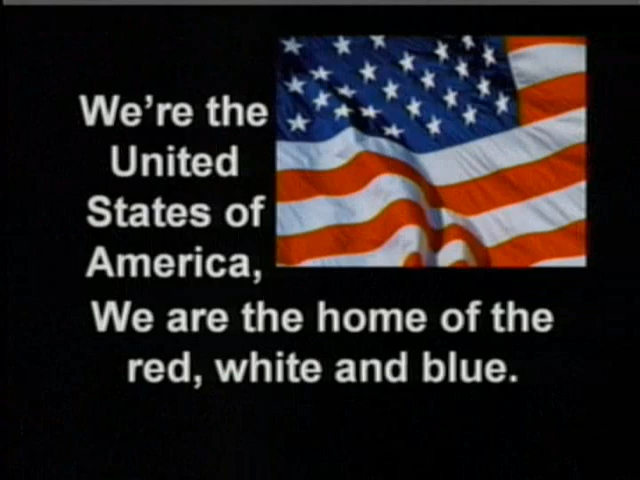 We're the
United
States of
America,
We are the home of the
red, white and blue.